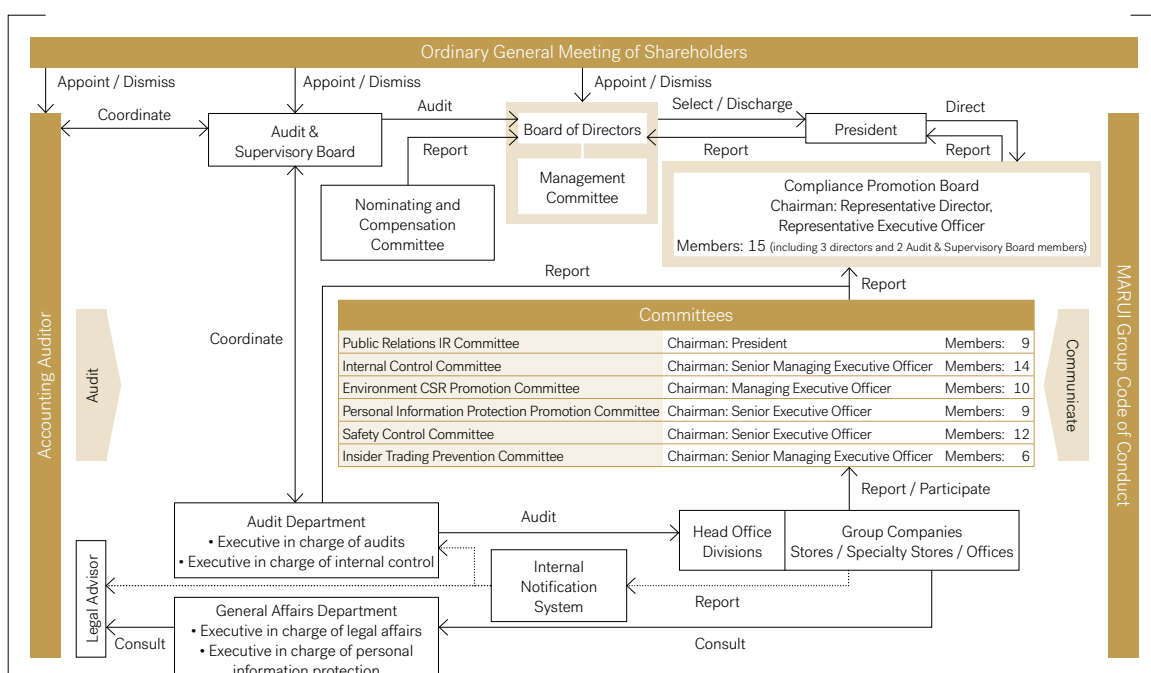 Ordinary General Meeting of Shareholders
Appoint / Dismiss
Appoint / Dismiss
Appoint / Dismiss
Coordinate
Audit
Select / Discharge
Direct
Audit &
Supervisory Board
Board of Directors
President
Report
Report
Report
Management
Committee
Nominating and
Compensation
Committee
Compliance Promotion Board
Chairman: Representative Director,
Representative Executive Officer
Members: 15 (including 3 directors and 2 Audit & Supervisory Board members)
Report
Report
Coordinate
Accounting Auditor
Audit
Committees
Public Relations IR Committee Chairman: President Members: 9
Internal Control Committee Chairman: Senior Managing Executive Officer Members: 14
Environment CSR Promotion Committee Chairman: Managing Executive Officer Members: 10
Personal Information Protection Promotion Committee Chairman: Senior Executive Officer Members: 9
Safety Control Committee Chairman: Senior Executive Officer Members: 12
Insider Trading Prevention Committee Chairman: Senior Managing Executive Officer Members: 6
Communicate
MARUI Group Code of Conduct
Report / Participate
Audit Department
• Executive in charge of audits
• Executive in charge of internal control
Audit
Head Office
Divisions
Group Companies
Stores / Specialty Stores / Offices
Legal Advisor
Internal
Notification
System
Report
General Affairs Department
• Executive in charge of legal affairs
• Executive in charge of personal
information protection
Consult
Consult